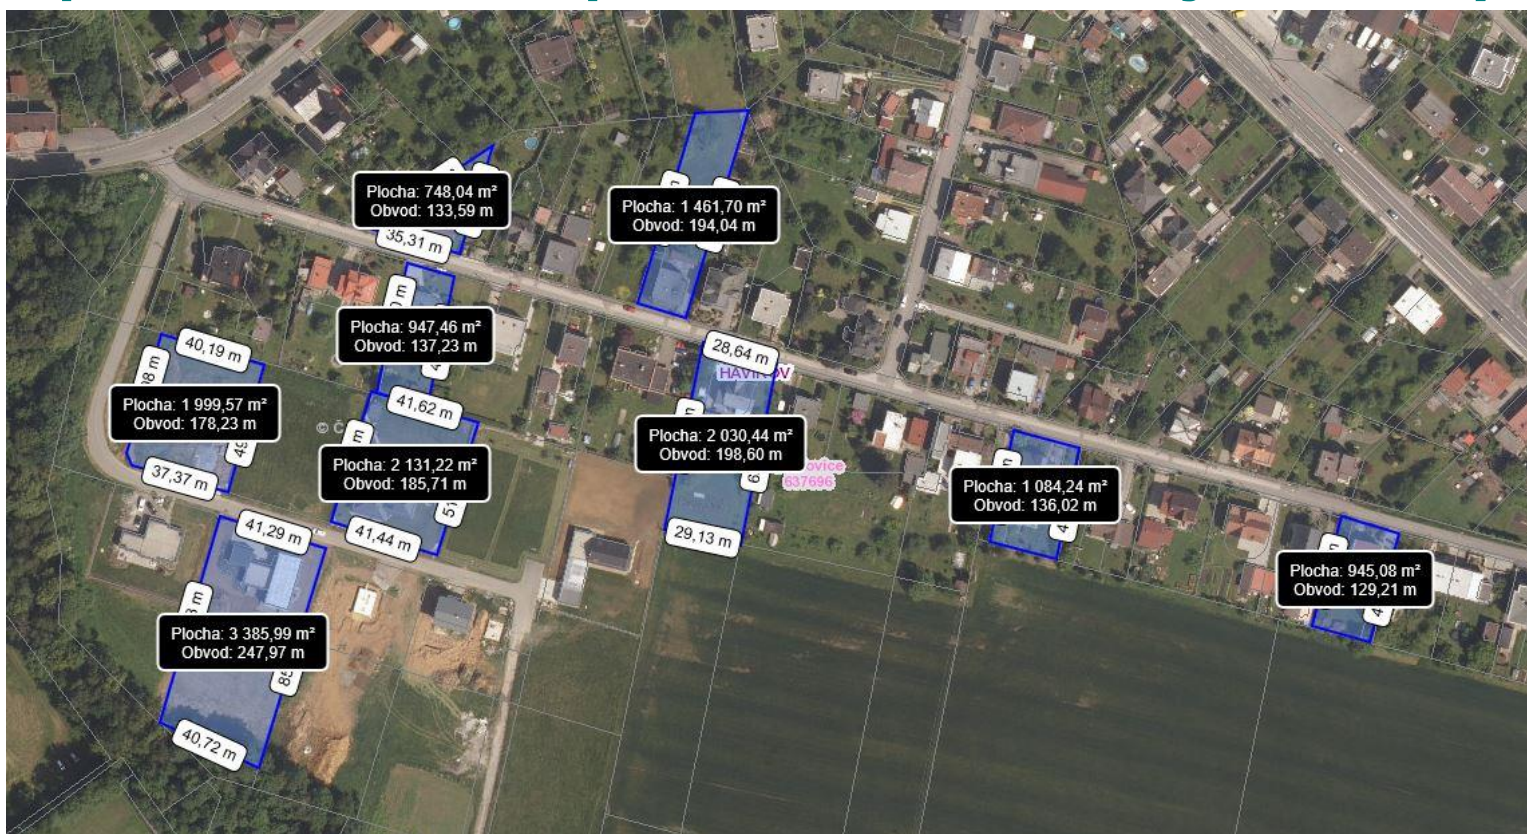 Plocha: 748,04 m²
Obvod: 133,59 m
35,31 m
Plocha: 1 461,70 m²
Obvod: 194,04 m
Plocha: 947,46 m²
Obvod: 137,23 m
28,64 m
40,19 m
41,62 m
Plocha: 1 999,57 m²
Obvod: 178,23 m
© Č
Plocha: 2 030,44 m²
Obvod: 198,60 m
637696
Plocha: 2 131,22 m²
Obvod: 185,71 m
37,37 m
Plocha: 1 084,24 m²
Obvod: 136,02 m
41,29 m
41,44 m
29,13 m
Plocha: 945,08 m²
Obvod: 129,21 m
Plocha: 3 385,99 m²
Obvod: 247,97 m
40,72 m